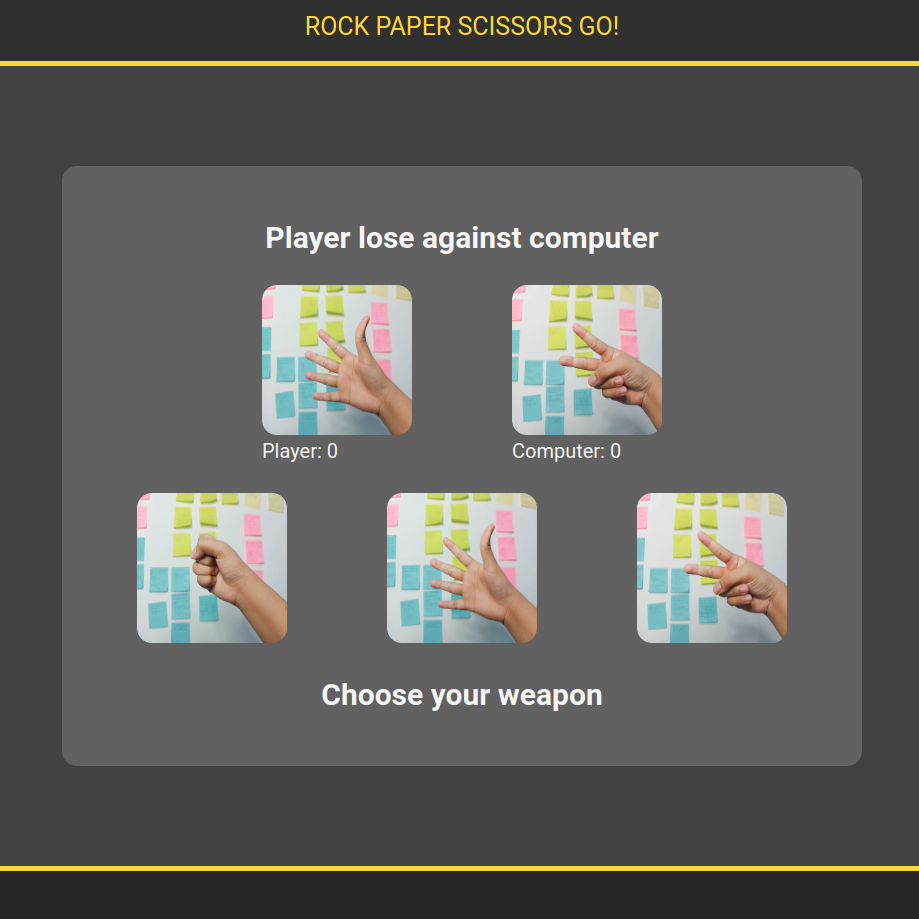 ROCK PAPER SCISSORS GO!
Player lose against computer
Player: 0
Computer: 0
Choose your weapon